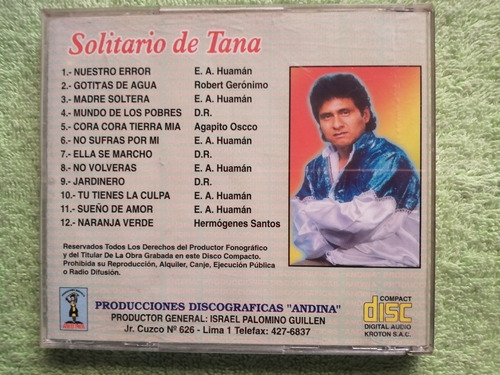 Solitario de Tana
1.- NUESTRO ERROR E. A. Huamán
2.- GOTITAS DE AGUA Robert Gerónimo
3.- MADRE SOLTERA E. A. Huamán
4.- MUNDO DE LOS POBRES D.R.
5.- CORA CORA TIERRA MIA Agapito Oscco
6.- NO SUFRAS POR MI E. A. Huamán
7.- ELLA SE MARCHO D.R.
8.- NO VOLVERAS E. A. Huamán
9.- JARDINERO D.R.
10.- TU TIENES LA CULPA E. A. Huamán
11.- SUEÑO DE AMOR E. A. Huamán
12.- NARANJA VERDE Hermógenes Santos
Reservados Todos Los Derechos del Productor Fonográfico
y del Titular De La Obra Grabada en este Disco Compacto.
Prohibida su Reproducción, Alquiler, Canje, Ejecución Pública
o Radio Difusión.
PRODUCCIONES DISCOGRAFICAS "ANDINA"
PRODUCTOR GENERAL: ISRAEL PALOMINO GUILLEN
Jr. Cuzco Nº 626 - Lima 1 Telefax: 427-6837
COMPACT
disc
DIGITAL AUDIO
KROTON S.A.C.